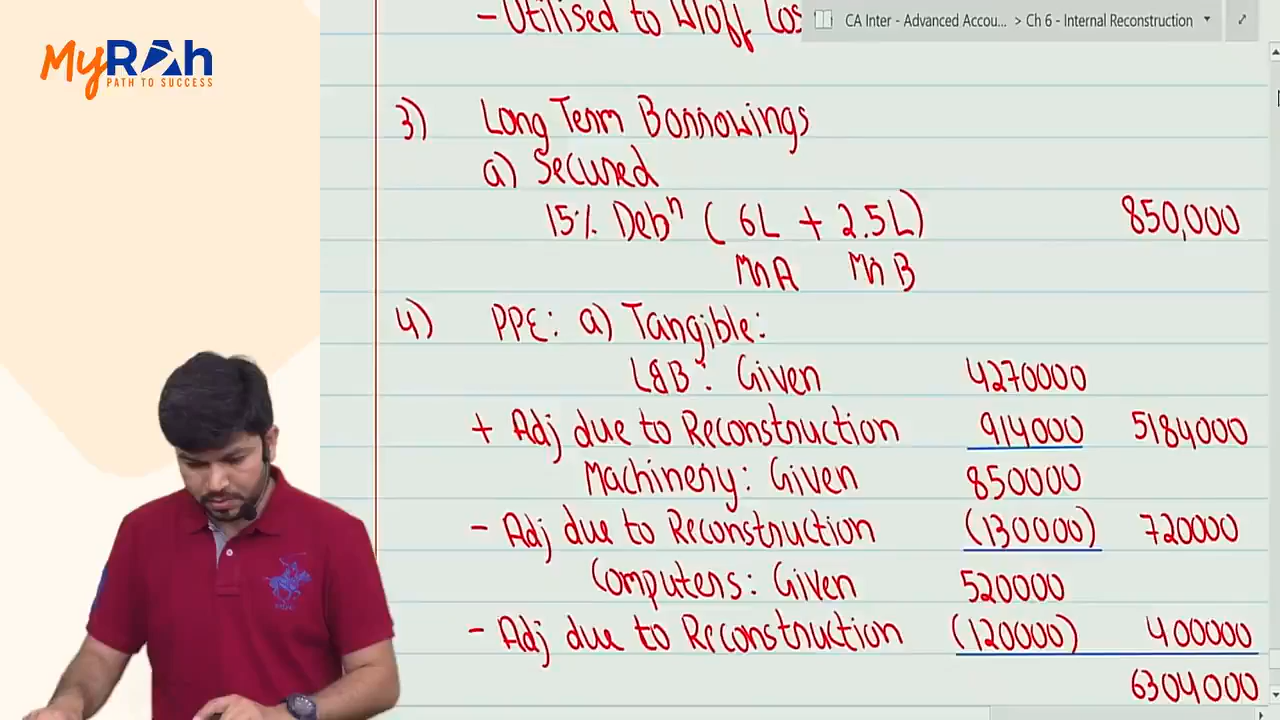 MyRAh
PATH TO SUCCESS
CA Inter - Advanced Accou... > Ch 6 - Internal Reconstruction
- Utilised to W/off Los
3) Long Term Borrowings
a) Secured
15% Debⁿ ( 6L + 2.5L) 850,000
Mr A Mr B
4) PPE: a) Tangible:
L&B: Given 4270000
+ Adj due to Reconstruction 914000 5184000
Machinery: Given 850000
- Adj due to Reconstruction (130000) 720000
Computers: Given 520000
- Adj due to Reconstruction (120000) 400000
6304000